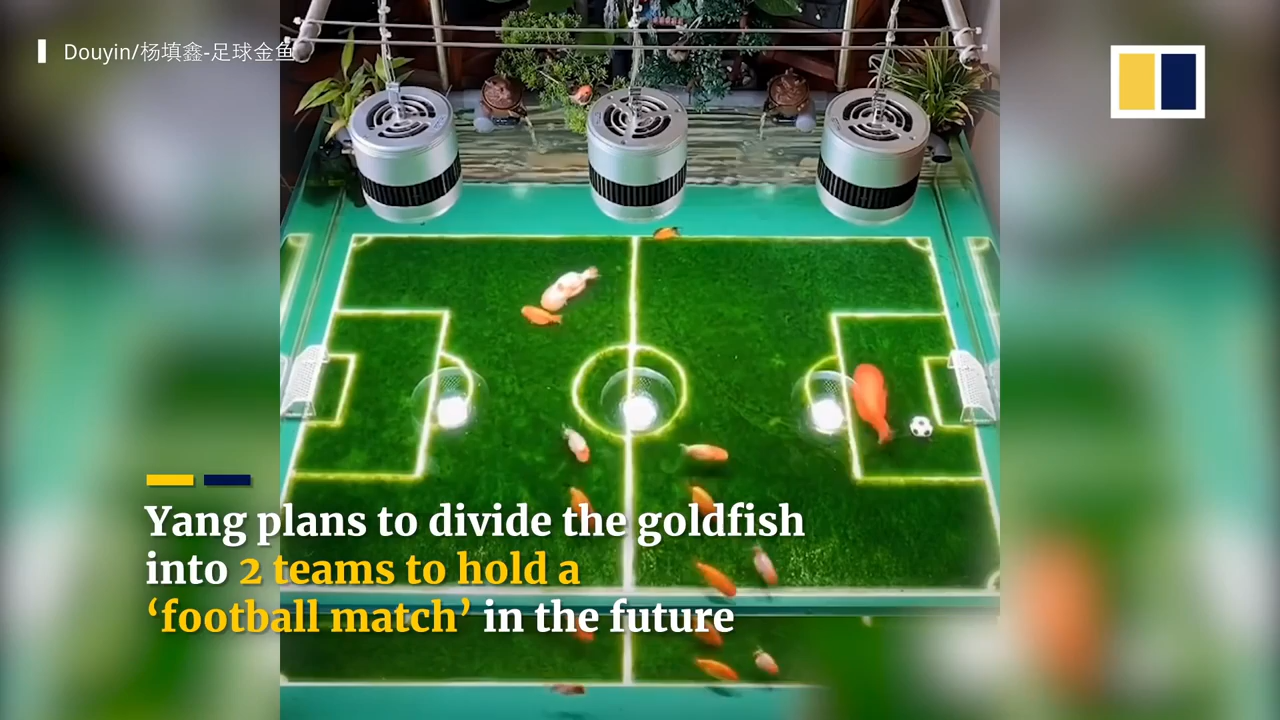 Douyin/杨填鑫-足球金鱼
Yang plans to divide the goldfish
into 2 teams to hold a
‘football match’ in the future